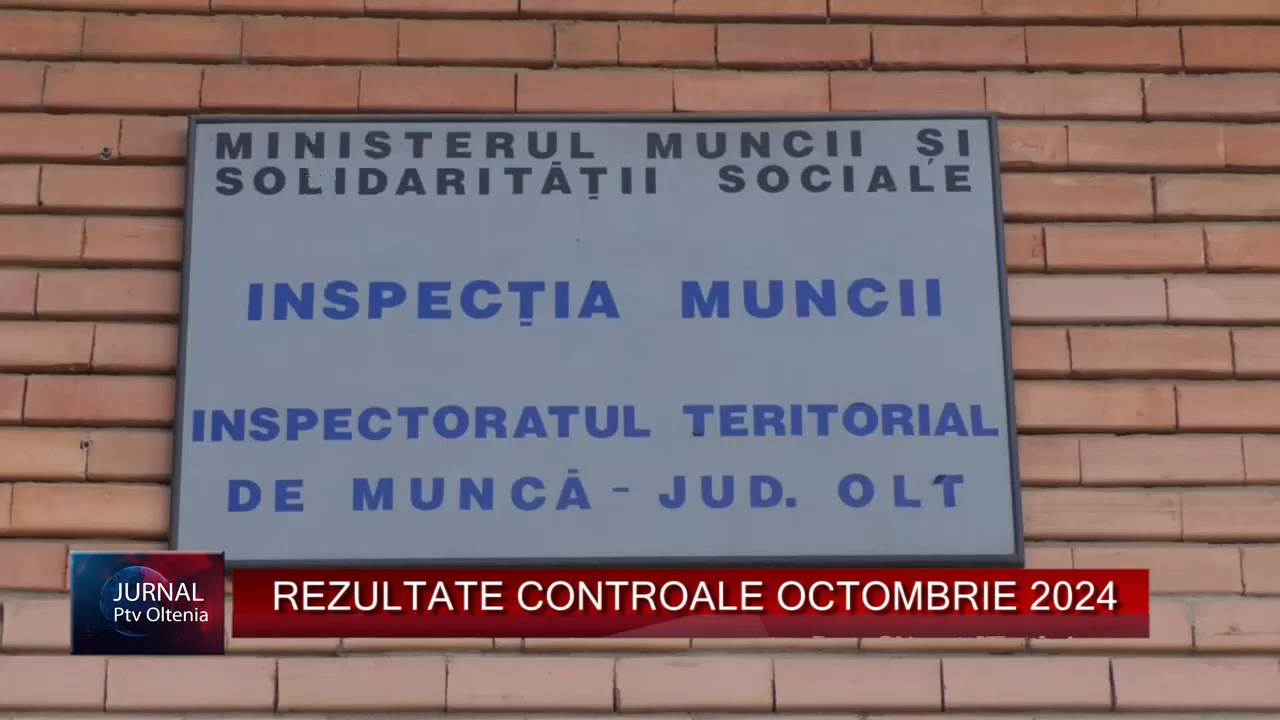 MINISTERUL MUNCII ȘI
SOLIDARITĂȚII SOCIALE
INSPECȚIA MUNCII
INSPECTORATUL TERITORIAL
DE MUNCĂ - JUD. OLT
JURNAL
Ptv Oltenia
REZULTATE CONTROALE OCTOMBRIE 2024